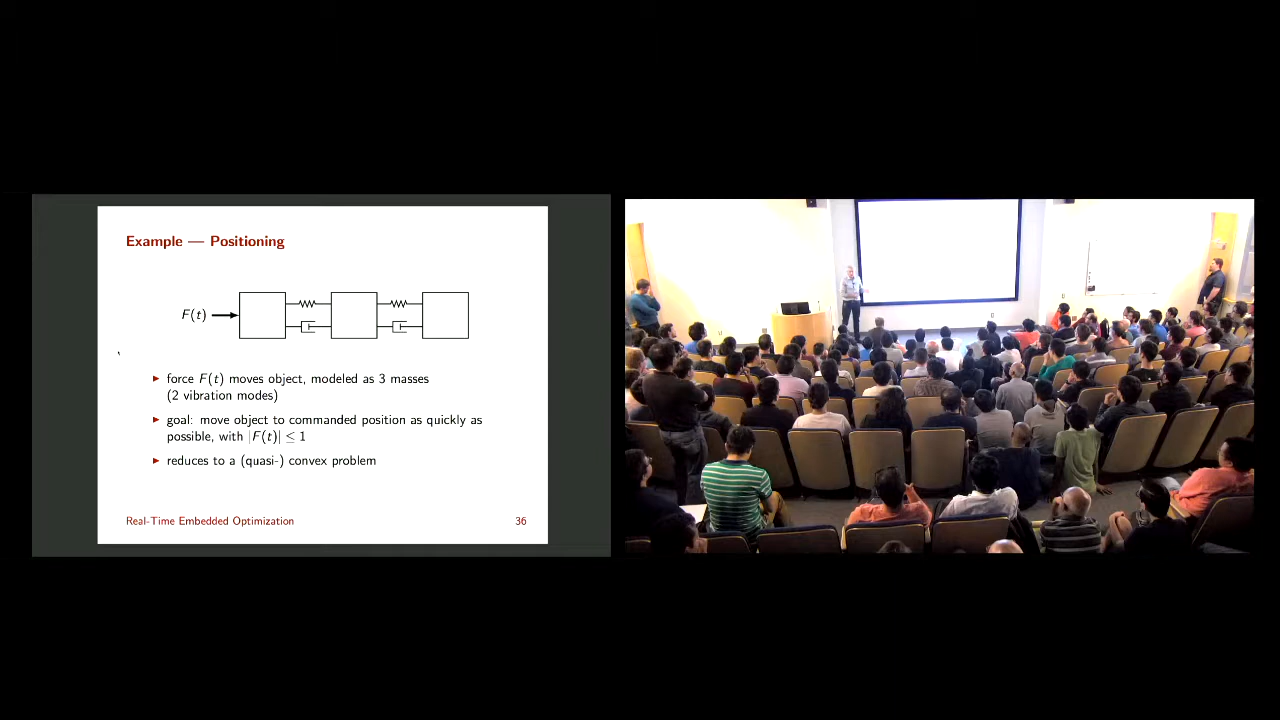 Example — Positioning
F(t)
▶ force F(t) moves object, modeled as 3 masses
(2 vibration modes)
▶ goal: move object to commanded position as quickly as
possible, with |F(t)| ≤ 1
▶ reduces to a (quasi-) convex problem
Real-Time Embedded Optimization 36